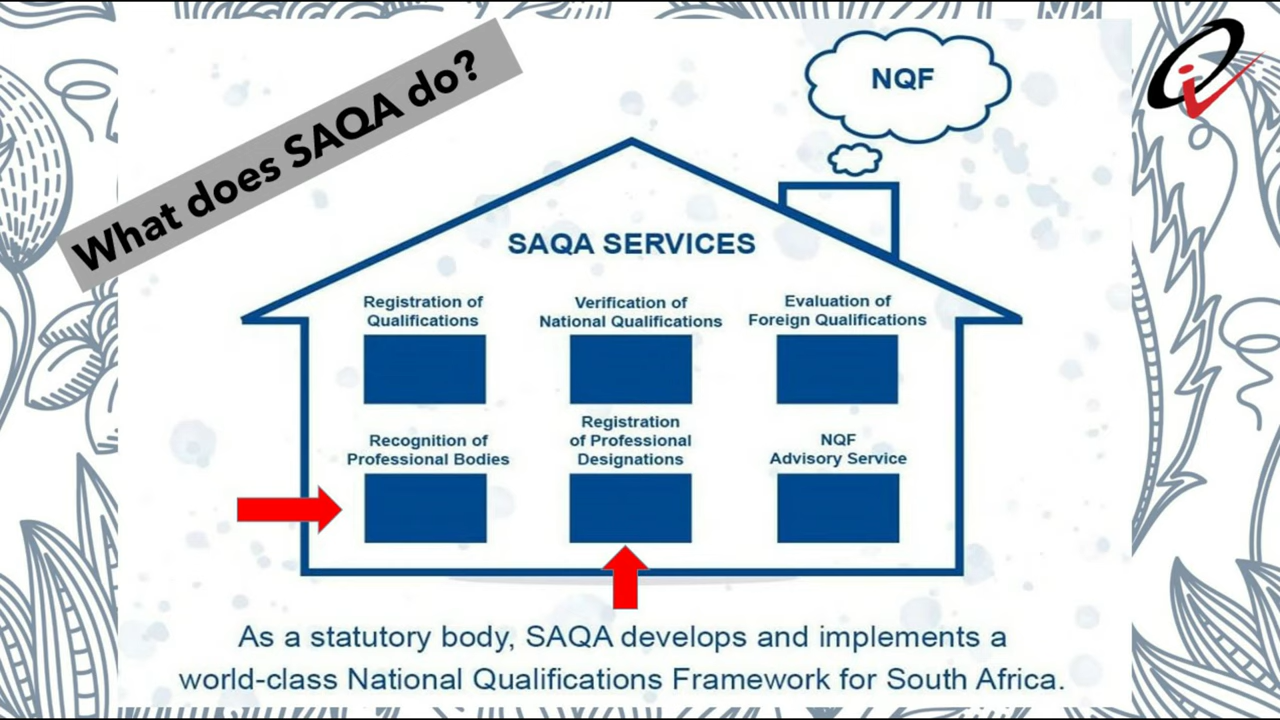 What does SAQA do?
NQF
SAQA SERVICES
Registration of
Qualifications
Verification of
National Qualifications
Evaluation of
Foreign Qualifications
Recognition of
Professional Bodies
Registration
of Professional
Designations
NQF
Advisory Service
As a statutory body, SAQA develops and implements a
world-class National Qualifications Framework for South Africa.